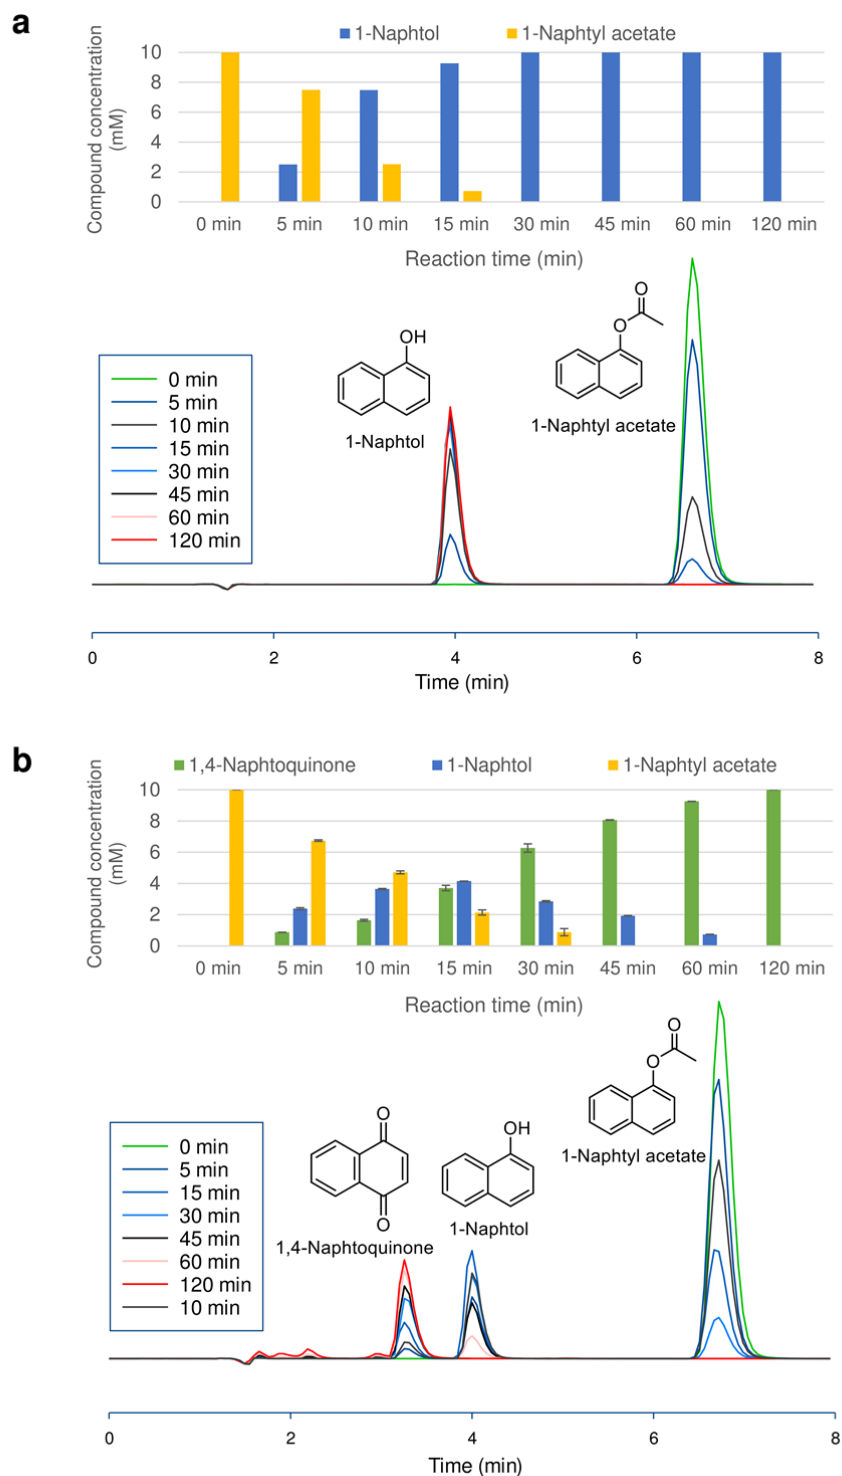 a
1-Naphtol 1-Naphtyl acetate
Compound concentration
(mM)
10
8
6
4
2
0
0 min 5 min 10 min 15 min 30 min 45 min 60 min 120 min
Reaction time (min)
0 min
5 min
10 min
15 min
30 min
45 min
60 min
120 min
OH
1-Naphtol
O
O
1-Naphtyl acetate
0 2 4 6 8
Time (min)
b
1,4-Naphtoquinone 1-Naphtol 1-Naphtyl acetate
Compound concentration
(mM)
10
8
6
4
2
0
0 min 5 min 10 min 15 min 30 min 45 min 60 min 120 min
Reaction time (min)
0 min
5 min
15 min
30 min
45 min
60 min
120 min
10 min
O
O
1,4-Naphtoquinone
OH
1-Naphtol
O
O
1-Naphtyl acetate
0 2 4 6 8
Time (min)